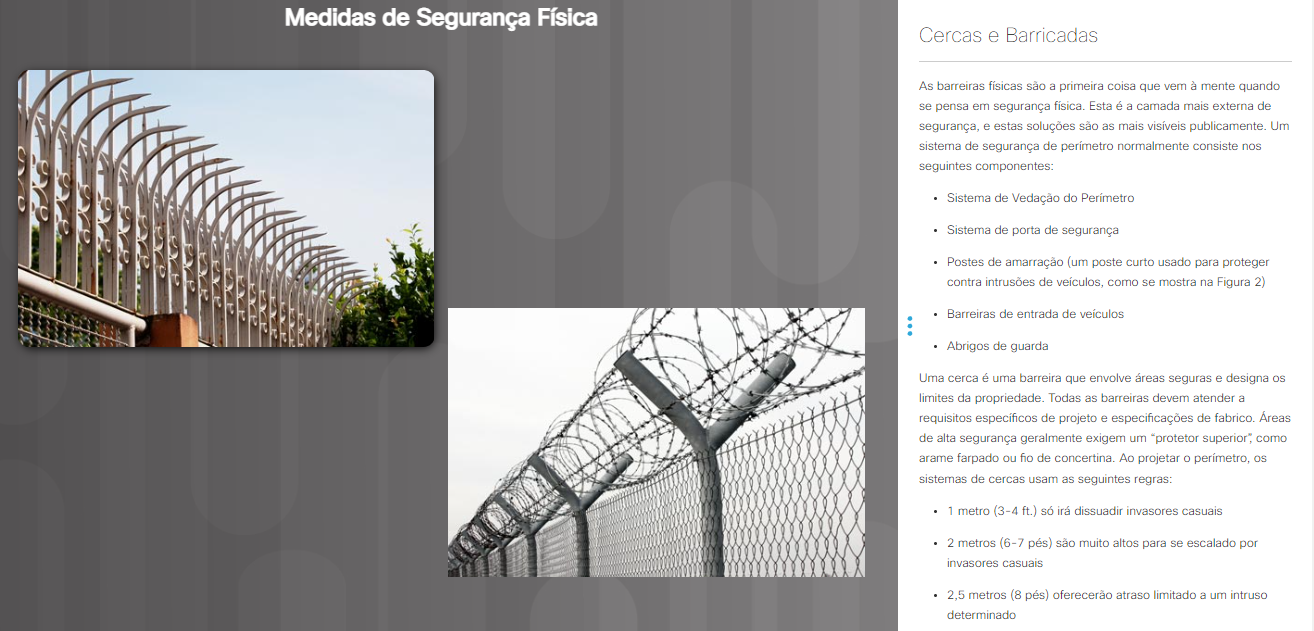 Medidas de Segurança Física
Cercas e Barricadas
As barreiras físicas são a primeira coisa que vem à mente quando
se pensa em segurança física. Esta é a camada mais externa de
segurança, e estas soluções são as mais visíveis publicamente. Um
sistema de segurança de perímetro normalmente consiste nos
seguintes componentes:
• Sistema de Vedação do Perímetro
• Sistema de porta de segurança
• Postes de amarração (um poste curto usado para proteger
contra intrusões de veículos, como se mostra na Figura 2)
• Barreiras de entrada de veículos
• Abrigos de guarda
Uma cerca é uma barreira que envolve áreas seguras e designa os
limites da propriedade. Todas as barreiras devem atender a
requisitos específicos de projeto e especificações de fabrico. Áreas
de alta segurança geralmente exigem um “protetor superior”, como
arame farpado ou fio de concertina. Ao projetar o perímetro, os
sistemas de cercas usam as seguintes regras:
• 1 metro (3-4 ft.) só irá dissuadir invasores casuais
• 2 metros (6-7 pés) são muito altos para se escalado por
invasores casuais
• 2,5 metros (8 pés) oferecerão atraso limitado a um intruso
determinado